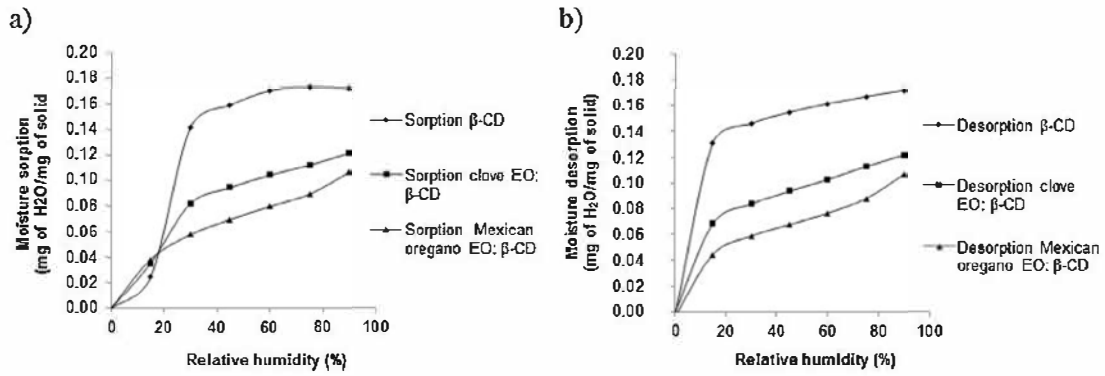 a)
0.20
0.18
0.16
0.14
0.12
0.10
0.08
0.06
0.04
0.02
0.00
0 20 40 60 80 100
Moisture sorption
(mg of H2O/mg of solid)
Relative humidity (%)
Sorption β-CD
Sorption clove EO:
β-CD
Sorption Mexican
oregano EO: β-CD
b)
0.20
0.18
0.16
0.14
0.12
0.10
0.08
0.06
0.04
0.02
0.00
0 20 40 60 80 100
Moisture desorption
(mg of H₂O/mg of solid)
Relative humidity (%)
Desorption β-CD
Desorption clove
EO: β-CD
Desorption Mexican
oregano EO: β-CD